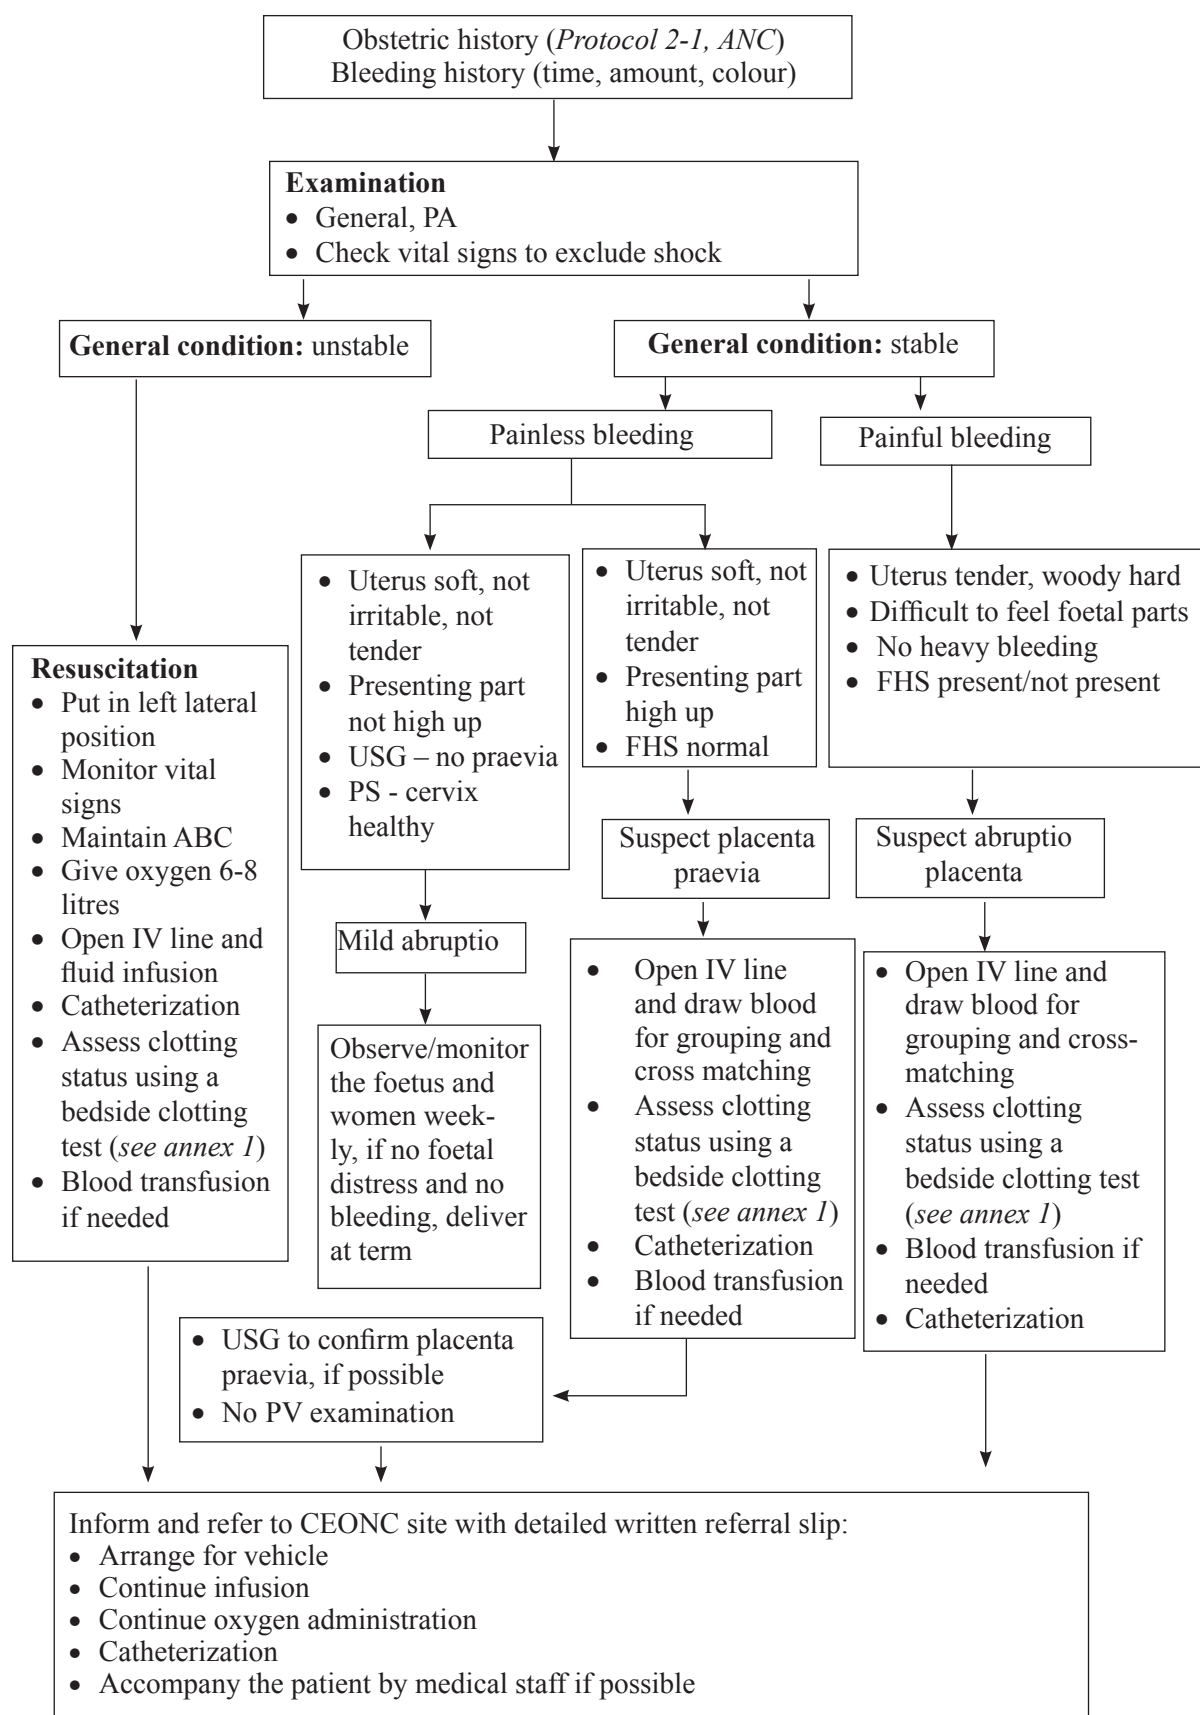 Obstetric history (Protocol 2-1, ANC)
Bleeding history (time, amount, colour)
Examination
• General, PA
• Check vital signs to exclude shock
General condition: unstable
General condition: stable
Painless bleeding
Painful bleeding
Resuscitation
• Put in left lateral
position
• Monitor vital
signs
• Maintain ABC
• Give oxygen 6-8
litres
• Open IV line and
fluid infusion
• Catheterization
• Assess clotting
status using a
bedside clotting
test (see annex 1)
• Blood transfusion
if needed
• Uterus soft, not
irritable, not
tender
• Presenting part
not high up
• USG – no praevia
• PS - cervix
healthy
• Uterus soft, not
irritable, not
tender
• Presenting part
high up
• FHS normal
• Uterus tender, woody hard
• Difficult to feel foetal parts
• No heavy bleeding
• FHS present/not present
Mild abruptio
Suspect placenta
praevia
Suspect abruptio
placenta
Observe/monitor
the foetus and
women week-
ly, if no foetal
distress and no
bleeding, deliver
at term
• Open IV line
and draw blood
for grouping and
cross matching
• Assess clotting
status using a
bedside clotting
test (see annex 1)
• Catheterization
• Blood transfusion
if needed
• Open IV line and
draw blood for
grouping and cross-
matching
• Assess clotting
status using a
bedside clotting test
(see annex 1)
• Blood transfusion if
needed
• Catheterization
• USG to confirm placenta
praevia, if possible
• No PV examination
Inform and refer to CEONC site with detailed written referral slip:
• Arrange for vehicle
• Continue infusion
• Continue oxygen administration
• Catheterization
• Accompany the patient by medical staff if possible